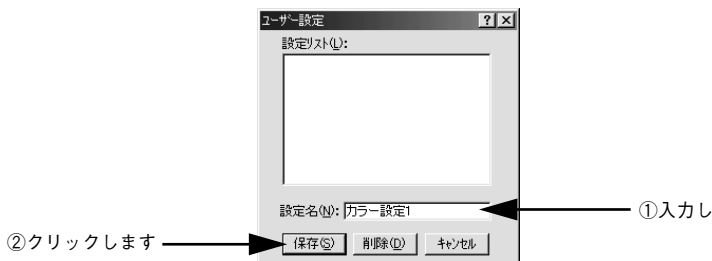 ユーザー設定
設定リスト(L):
設定名(N): カラー設定1
①入力し
②クリックします
保存(S) 削除(D) キャンセル